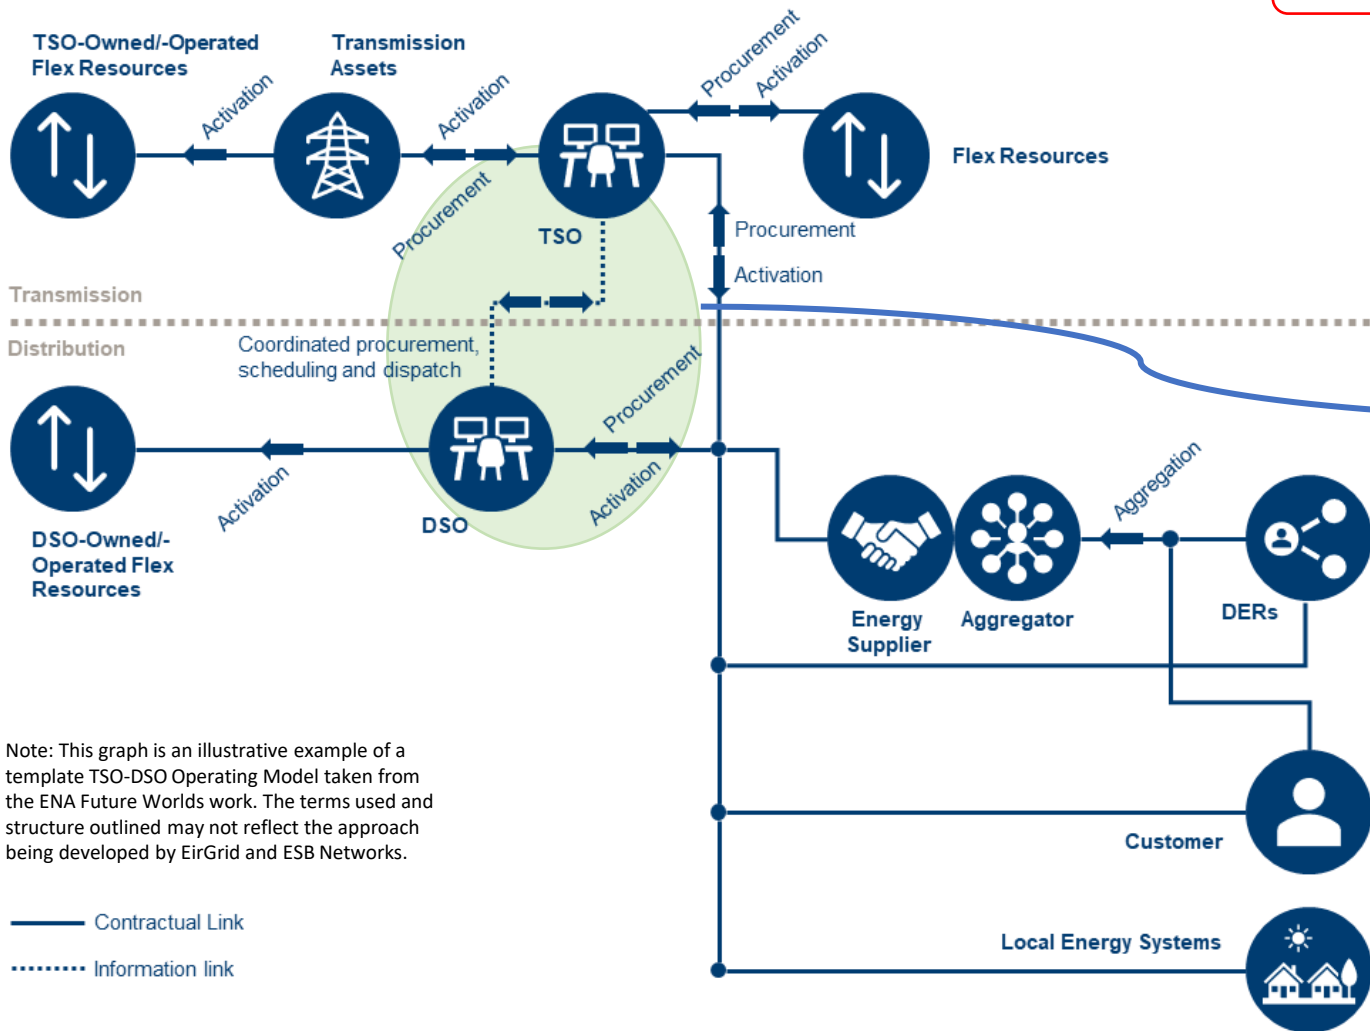 TSO-Owned/-Operated
Flex Resources
Transmission
Assets
Activation
Activation
Procurement
Procurement
Activation
Flex Resources
TSO
Procurement
Activation
Transmission
Distribution
Coordinated procurement,
scheduling and dispatch
Procurement
Activation
Activation
DSO
DSO-Owned/-
Operated Flex
Resources
Aggregation
Energy
Supplier
Aggregator
DERs
Note: This graph is an illustrative example of a
template TSO-DSO Operating Model taken from
the ENA Future Worlds work. The terms used and
structure outlined may not reflect the approach
being developed by EirGrid and ESB Networks.
Customer
Contractual Link
Local Energy Systems
Information link